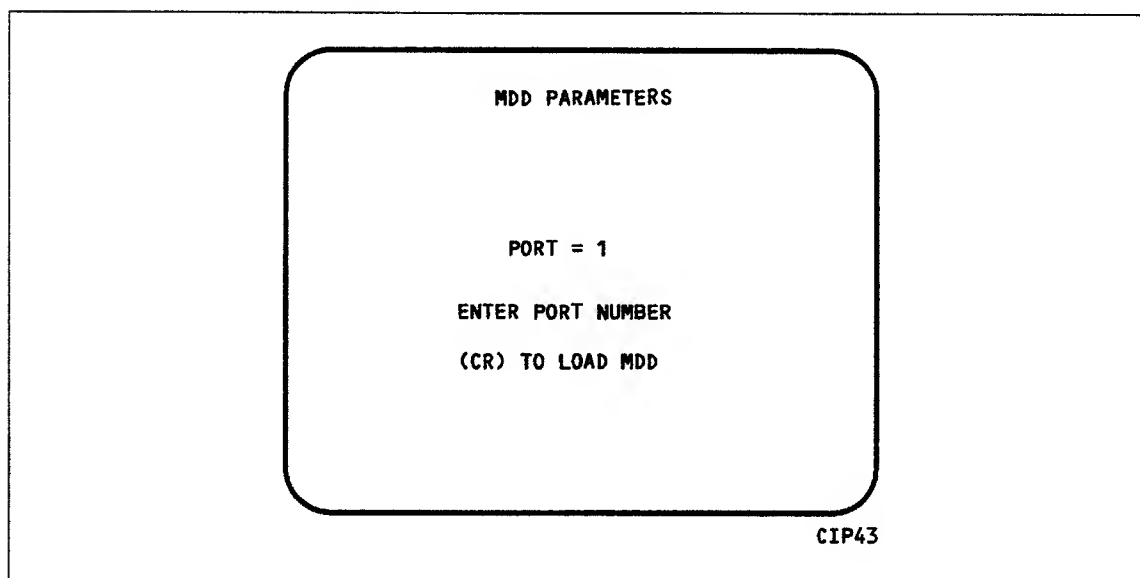 MDD PARAMETERS
PORT = 1
ENTER PORT NUMBER
(CR) TO LOAD MDD
CIP43